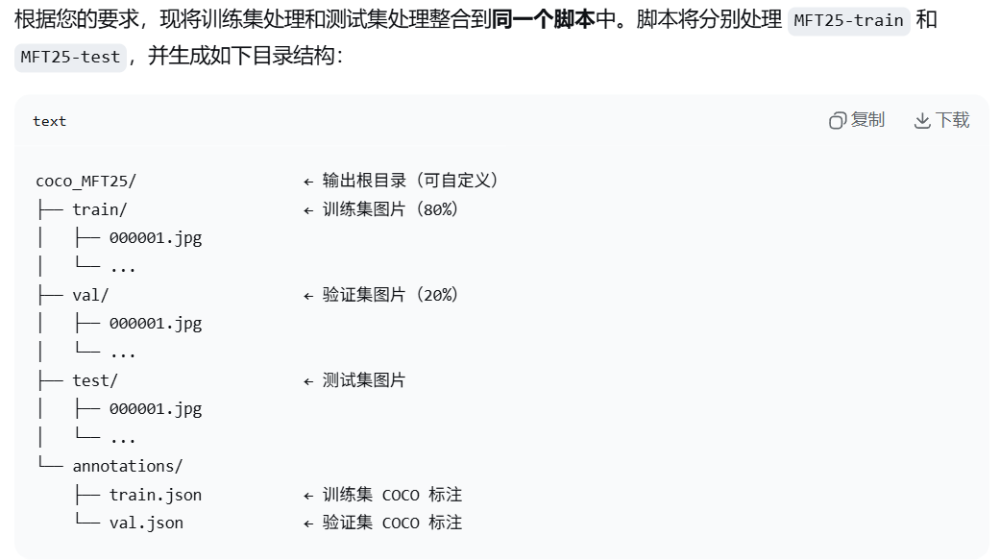 根据您的要求，现将训练集处理和测试集处理整合到同一个脚本中。脚本将分别处理 MFT25-train 和
MFT25-test，并生成如下目录结构：
text 复制 下载
coco_MFT25/ ← 输出根目录（可自定义）
├── train/ ← 训练集图片（80%）
│   ├── 000001.jpg
│   └── ...
├── val/ ← 验证集图片（20%）
│   ├── 000001.jpg
│   └── ...
├── test/ ← 测试集图片
│   ├── 000001.jpg
│   └── ...
└── annotations/
    ├── train.json ← 训练集 COCO 标注
    └── val.json ← 验证集 COCO 标注